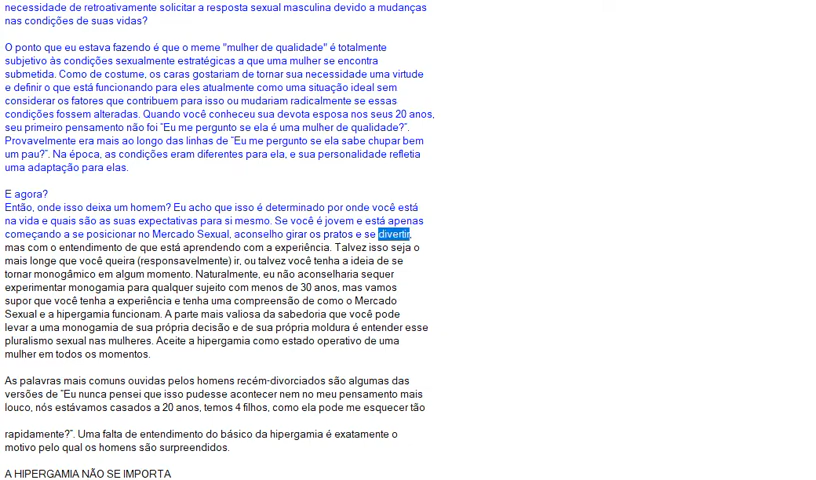 necessidade de retroativamente solicitar a resposta sexual masculina devido a mudanças
nas condições de suas vidas?
O ponto que eu estava fazendo é que o meme "mulher de qualidade" é totalmente
subjetivo às condições sexualmente estratégicas a que uma mulher se encontra
submetida. Como de costume, os caras gostariam de tornar sua necessidade uma virtude
e definir o que está funcionando para eles atualmente como uma situação ideal sem
considerar os fatores que contribuem para isso ou mudariam radicalmente se essas
condições fossem alteradas. Quando você conheceu sua devota esposa nos seus 20 anos,
seu primeiro pensamento não foi “Eu me pergunto se ela é uma mulher de qualidade?”.
Provavelmente era mais ao longo das linhas de “Eu me pergunto se ela sabe chupar bem
um pau?”. Na época, as condições eram diferentes para ela, e sua personalidade refletia
uma adaptação para elas.
E agora?
Então, onde isso deixa um homem? Eu acho que isso é determinado por onde você está
na vida e quais são as suas expectativas para si mesmo. Se você é jovem e está apenas
começando a se posicionar no Mercado Sexual, aconselho girar os pratos e se divertir,
mas com o entendimento de que está aprendendo com a experiência. Talvez isso seja o
mais longe que você queira (responsavelmente) ir, ou talvez você tenha a ideia de se
tornar monogâmico em algum momento. Naturalmente, eu não aconselharia sequer
experimentar monogamia para qualquer sujeito com menos de 30 anos, mas vamos
supor que você tenha a experiência e tenha uma compreensão de como o Mercado
Sexual e a hipergamia funcionam. A parte mais valiosa da sabedoria que você pode
levar a uma monogamia de sua própria decisão e de sua própria moldura é entender esse
pluralismo sexual nas mulheres. Aceite a hipergamia como estado operativo de uma
mulher em todos os momentos.
As palavras mais comuns ouvidas pelos homens recém-divorciados são algumas das
versões de “Eu nunca pensei que isso pudesse acontecer nem no meu pensamento mais
louco, nós estávamos casados a 20 anos, temos 4 filhos, como ela pode me esquecer tão
rapidamente?”. Uma falta de entendimento do básico da hipergamia é exatamente o
motivo pelo qual os homens são surpreendidos.
A HIPERGAMIA NÃO SE IMPORTA